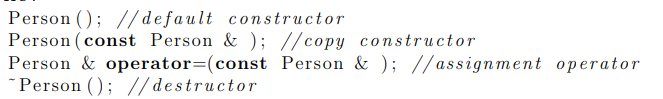 Person(); //default constructor
Person(const Person & ); //copy constructor
Person & operator=(const Person & ); //assignment operator
~Person(); //destructor